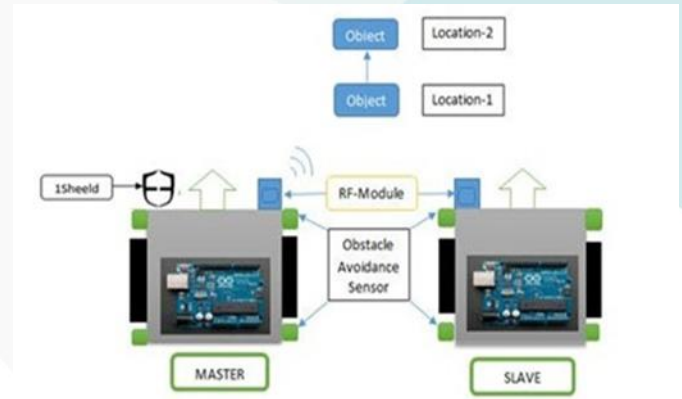 Object
Location-2
Object
Location-1
1Sheeld
RF-Module
Obstacle
Avoidance
Sensor
MASTER
SLAVE